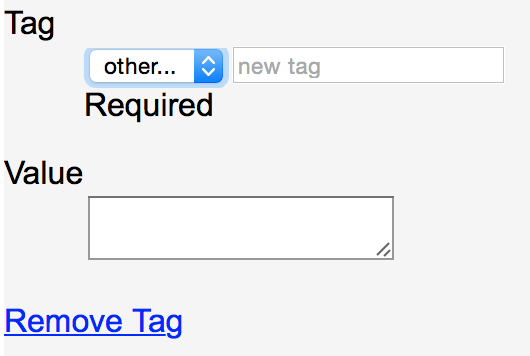 Tag
other... new tag
Required
Value
Remove Tag